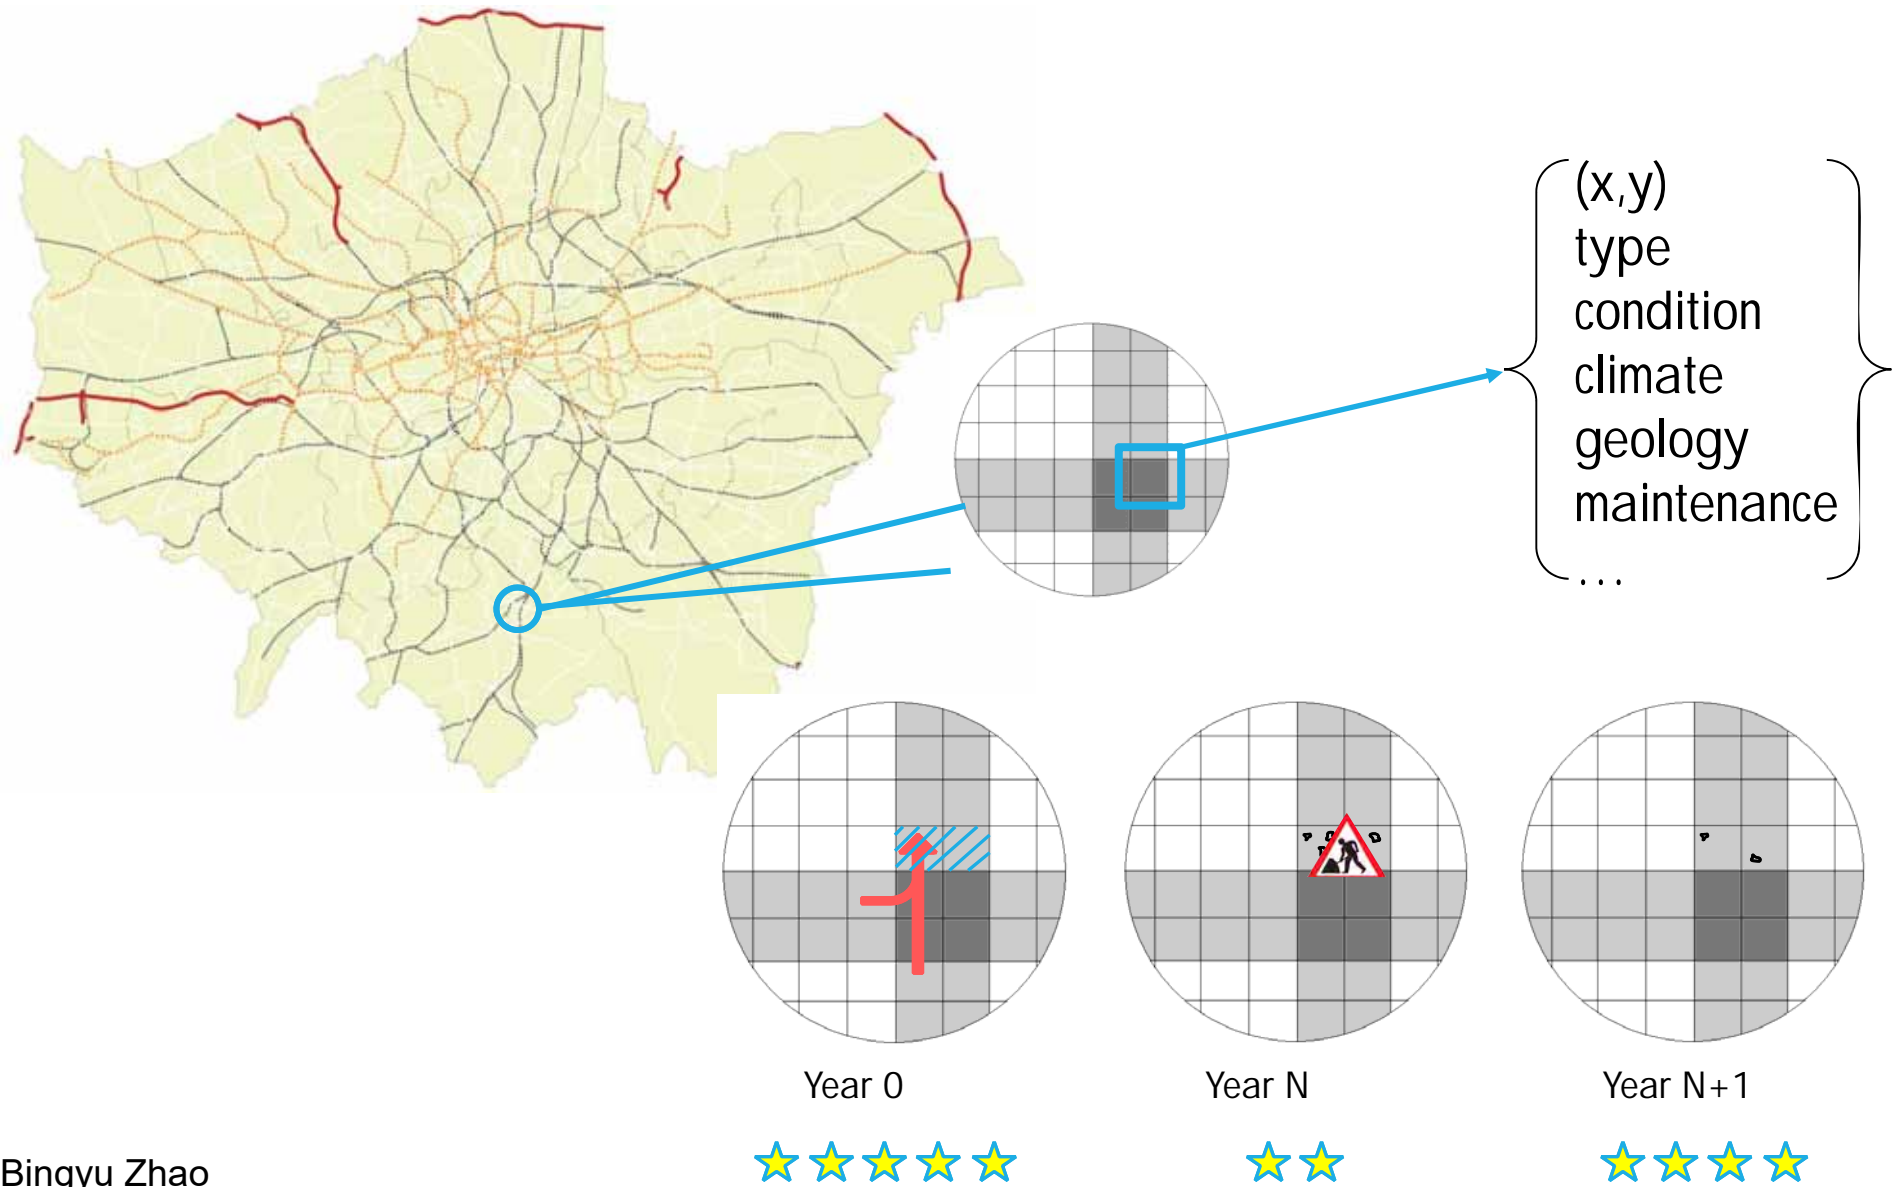 (x,y)
type
condition
climate
geology
maintenance
...
Year 0
Year N
Year N+1
Bingyu Zhao